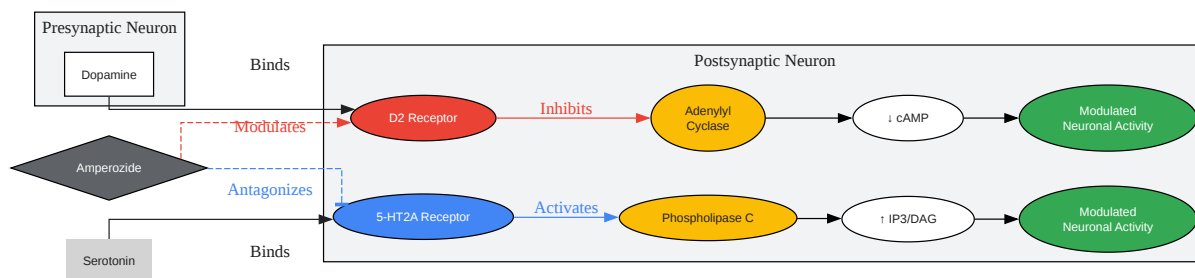 Presynaptic Neuron
Dopamine
Binds
Postsynaptic Neuron
D2 Receptor
Inhibits
Adenylyl
Cyclase
↓ cAMP
Modulated
Neuronal Activity
Modulates
Amperozide
Antagonizes
5-HT2A Receptor
Activates
Phospholipase C
↑ IP3/DAG
Modulated
Neuronal Activity
Binds
Serotonin